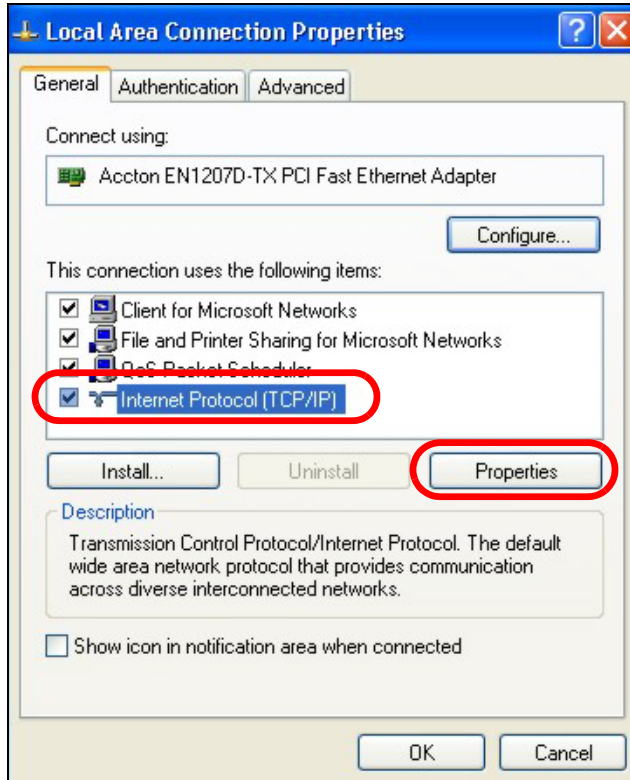 Local Area Connection Properties
General Authentication Advanced
Connect using:
Accton EN1207D-TX PCI Fast Ethernet Adapter
Configure...
This connection uses the following items:
Client for Microsoft Networks
File and Printer Sharing for Microsoft Networks
QoS Packet Scheduler
Internet Protocol (TCP/IP)
Install... Uninstall Properties
Description
Transmission Control Protocol/Internet Protocol. The default
wide area network protocol that provides communication
across diverse interconnected networks.
Show icon in notification area when connected
OK Cancel